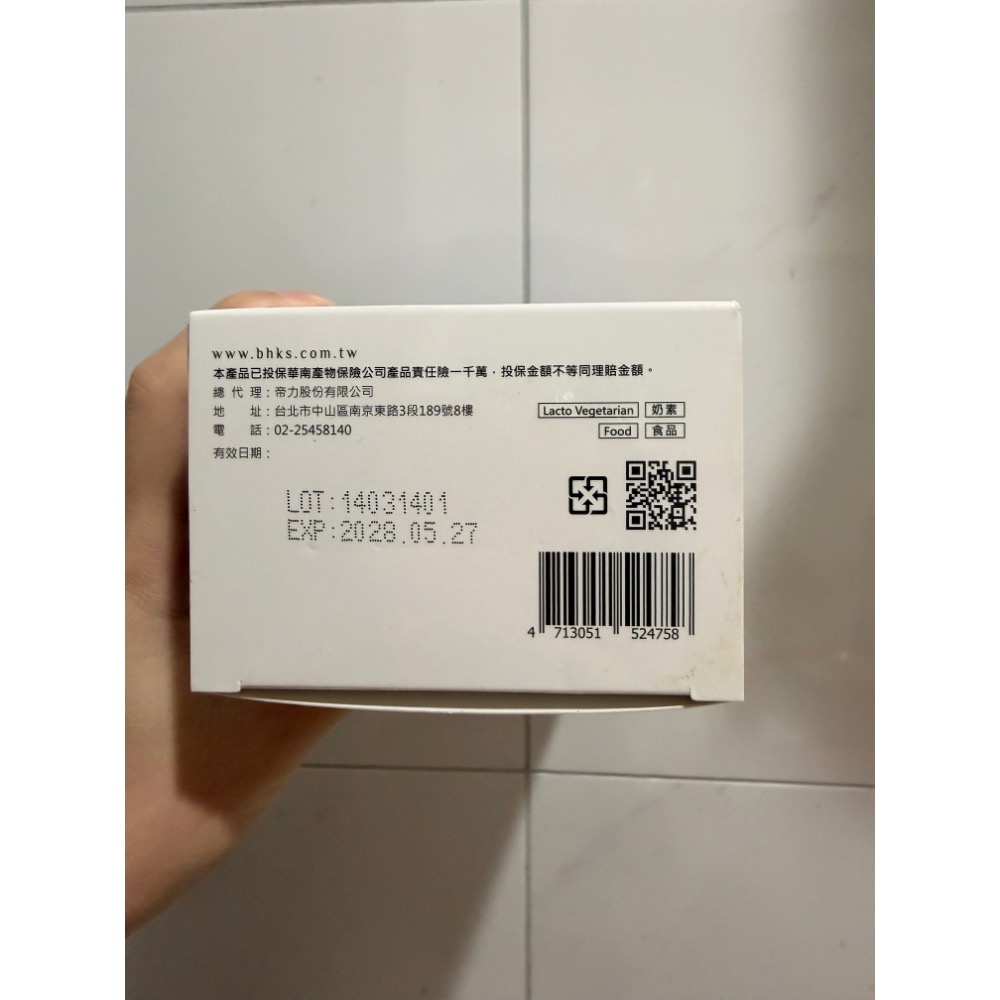 www.bhks.com.tw
本產品已投保華南產物保險公司產品責任險一千萬，投保金額不等同理賠金額。
總 代 理：帝力股份有限公司
地 址：台北市中山區南京東路3段189號8樓
電 話：02-25458140
有效日期：
Lacto Vegetarian 奶素
Food 食品
LOT:14031401
EXP:2028.05.27
4 713051 524758